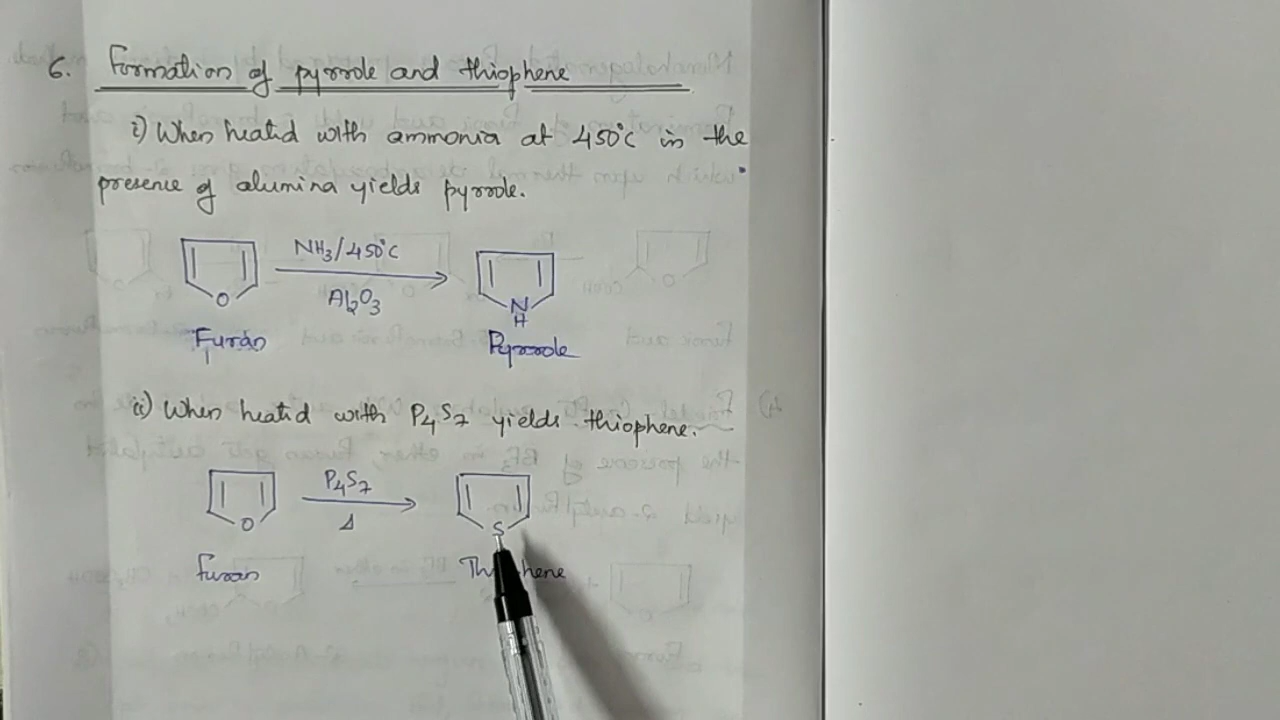 6. Formation of pyrrole and thiophene
i) When heated with ammonia at 450°C in the
presence of alumina yields pyrrole.
NH3/450°C
Al2O3
O
N
H
Furan
Pyrrole
ii) When heated with P4S7 yields thiophene.
P4S7
Δ
O
S
Furan